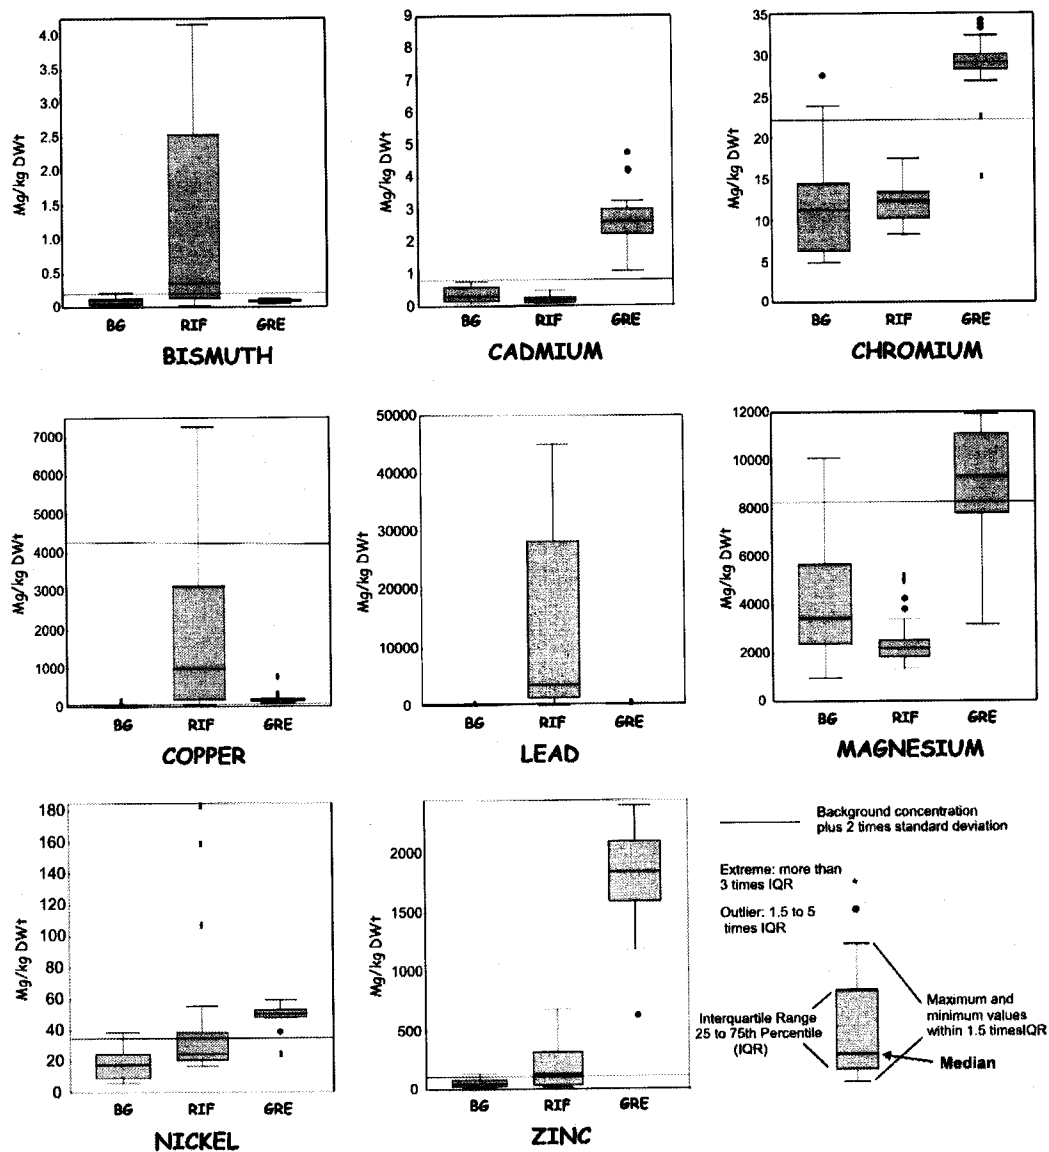 4.0
3.5
3.0
2.5
2.0
1.5
1.0
0.5
0
Mg/kg DWt
BG RIF GRE
BISMUTH
9
8
7
6
5
4
3
2
1
0
Mg/kg DWt
BG RIF GRE
CADMIUM
35
30
25
20
15
10
5
0
Mg/kg DWt
BG RIF GRE
CHROMIUM
7000
6000
5000
4000
3000
2000
1000
0
Mg/kg DWt
BG RIF GRE
COPPER
50000
40000
30000
20000
10000
0
Mg/kg DWt
BG RIF GRE
LEAD
12000
10000
8000
6000
4000
2000
0
Mg/kg DWt
BG RIF GRE
MAGNESIUM
180
160
140
120
100
80
60
40
20
0
Mg/kg DWt
BG RIF GRE
NICKEL
2000
1500
1000
500
0
Mg/kg DWt
BG RIF GRE
ZINC
Background concentration
plus 2 times standard deviation
Extreme: more than
3 times IQR
*
Outlier: 1.5 to 5
times IQR
Interquartile Range
25 to 75th Percentile
(IQR)
Maximum and
minimum values
within 1.5 timesIQR
Median